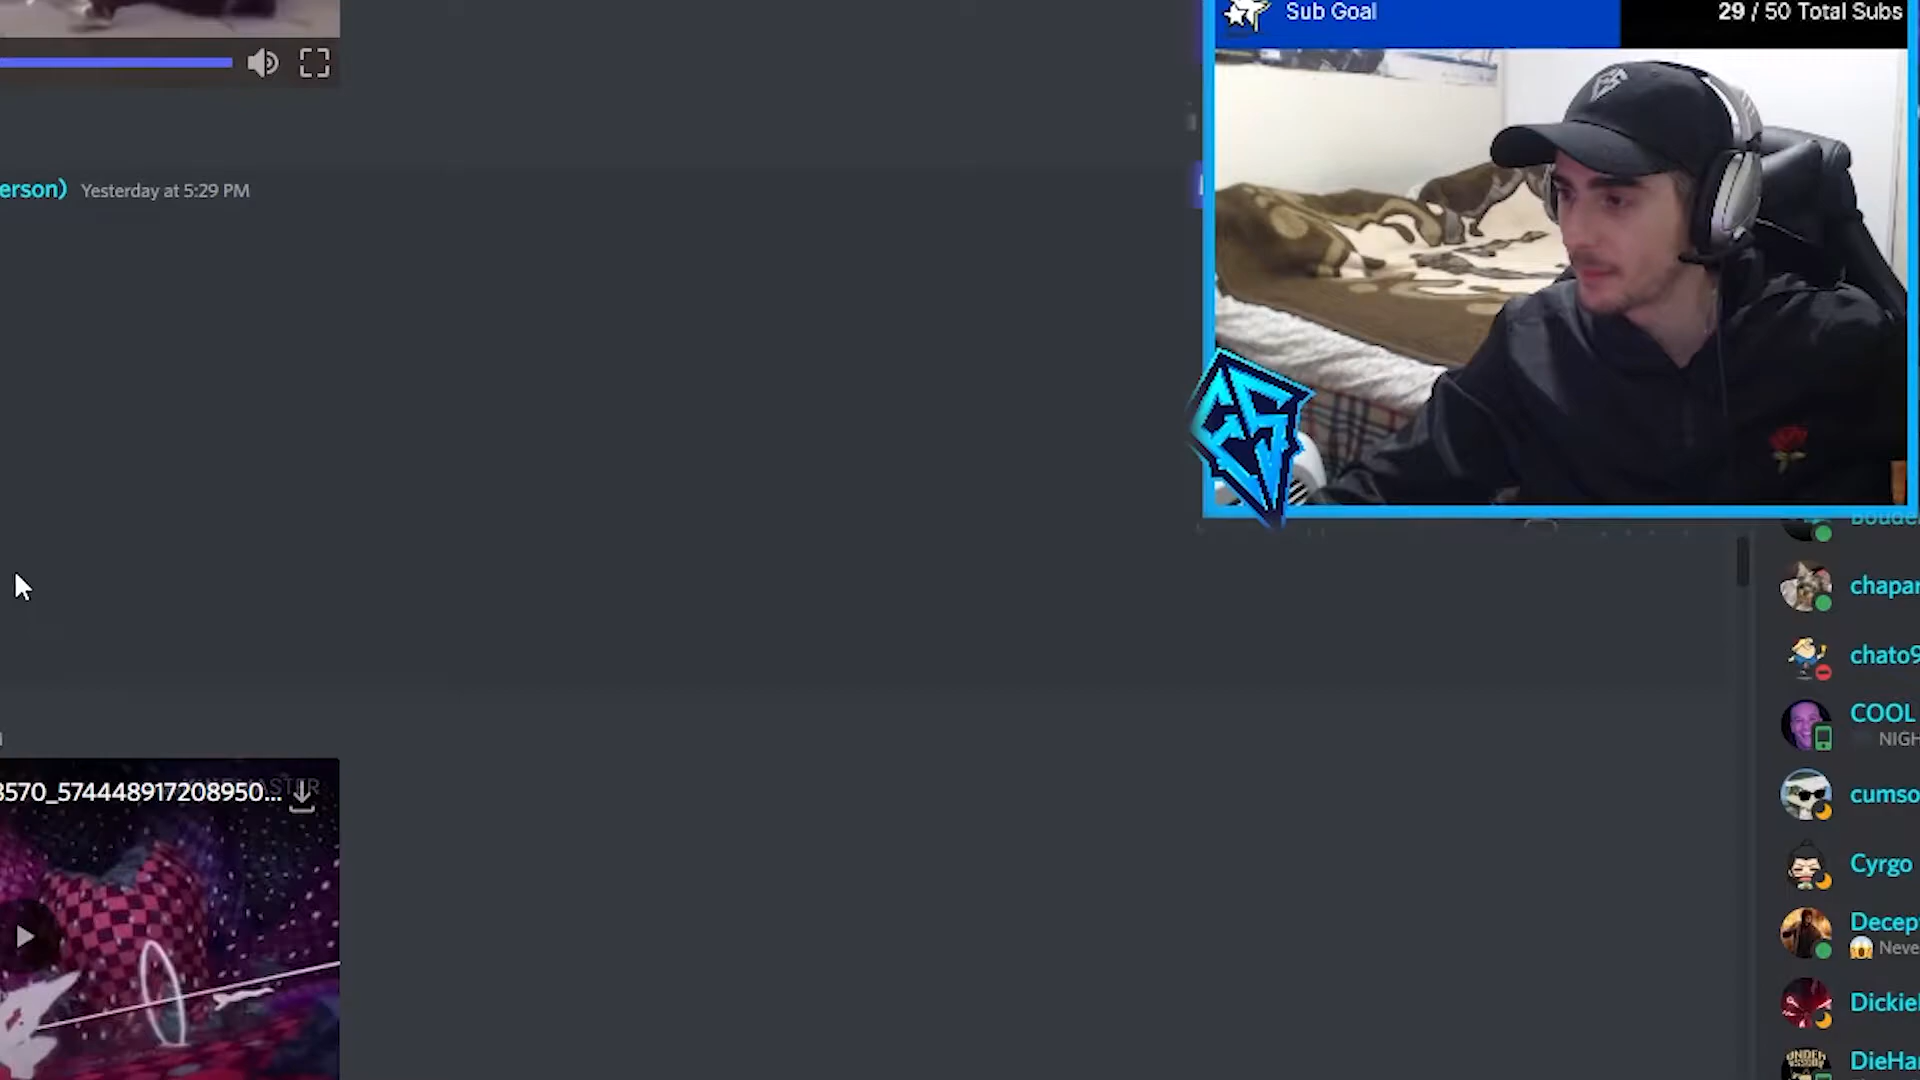 Sub Goal
29 / 50 Total Subs
erson) Yesterday at 5:29 PM
chapar
chato9
COOL
NIGH
cumso
Cyrgo
Decep
Neve
3570_574448917208950...
Dickie
DieHa